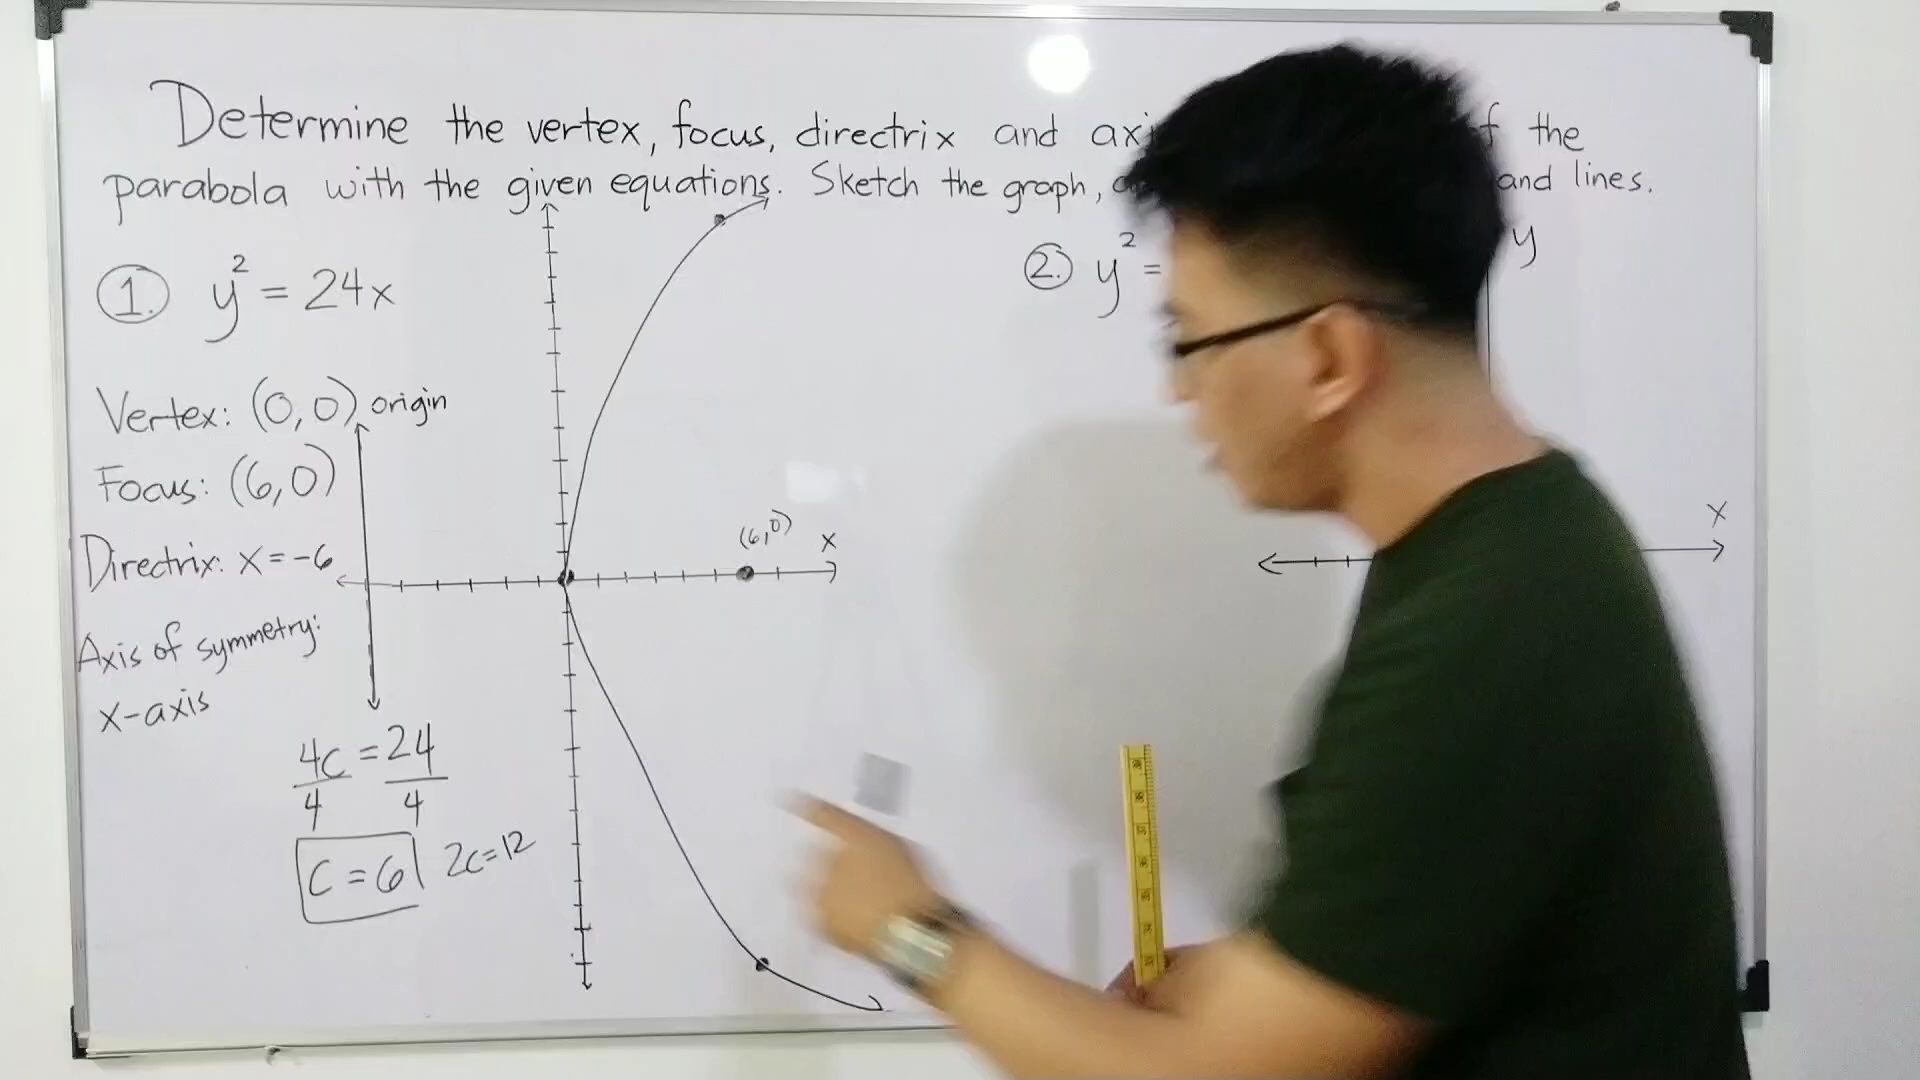 Determine the vertex, focus, directrix and f the
parabola with the given equations. Sketch the graph, and lines.
1. y² = 24x
Vertex: (0,0) origin
Focus: (6,0)
Directrix: x=-6
Axis of symmetry:
x-axis
4c = 24
4 4
c = 6 2c=12
(6,0)
x
2. y² =
y
x